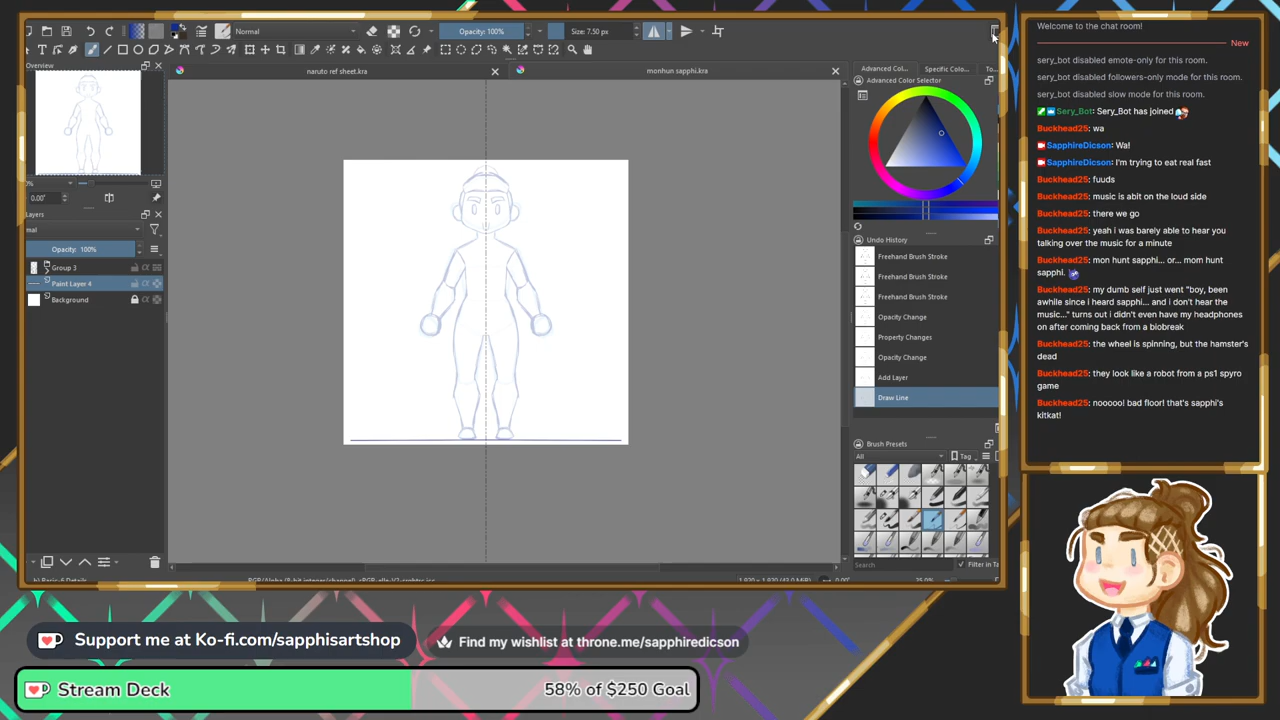 Normal
Opacity: 100%
Size: 7.50 px
Overview
naruto ref sheet.kra
monhun sapphi.kra
Advanced Col...
Specific Colo...
To...
Advanced Color Selector
0.00°
Layers
Opacity: 100%
Group 3
Paint Layer 4
Background
Undo History
Freehand Brush Stroke
Freehand Brush Stroke
Freehand Brush Stroke
Opacity Change
Property Changes
Opacity Change
Add Layer
Draw Line
Brush Presets
All
Tag
Search
Filter in Ta
Welcome to the chat room!
New
sery_bot disabled emote-only for this room.
sery_bot disabled followers-only mode for this room.
sery_bot disabled slow mode for this room.
Sery_Bot: Sery_Bot has joined
Buckhead25: wa
SapphireDicson: Wa!
SapphireDicson: I'm trying to eat real fast
Buckhead25: fuuds
Buckhead25: music is abit on the loud side
Buckhead25: there we go
Buckhead25: yeah i was barely able to hear you
talking over the music for a minute
Buckhead25: mon hunt sapphi... or... mom hunt
sapphi.
Buckhead25: my dumb self just went "boy, been
awhile since i heard sapphi... and i don't hear the
music..." turns out i didn't even have my headphones
on after coming back from a biobreak
Buckhead25: the wheel is spinning, but the hamster's
dead
Buckhead25: they look like a robot from a ps1 spyro
game
Buckhead25: noooo! bad floor! that's sapphi's
kitkat!
Support me at Ko-fi.com/sapphisartshop
Find my wishlist at throne.me/sapphiredicson
Stream Deck
58% of $250 Goal